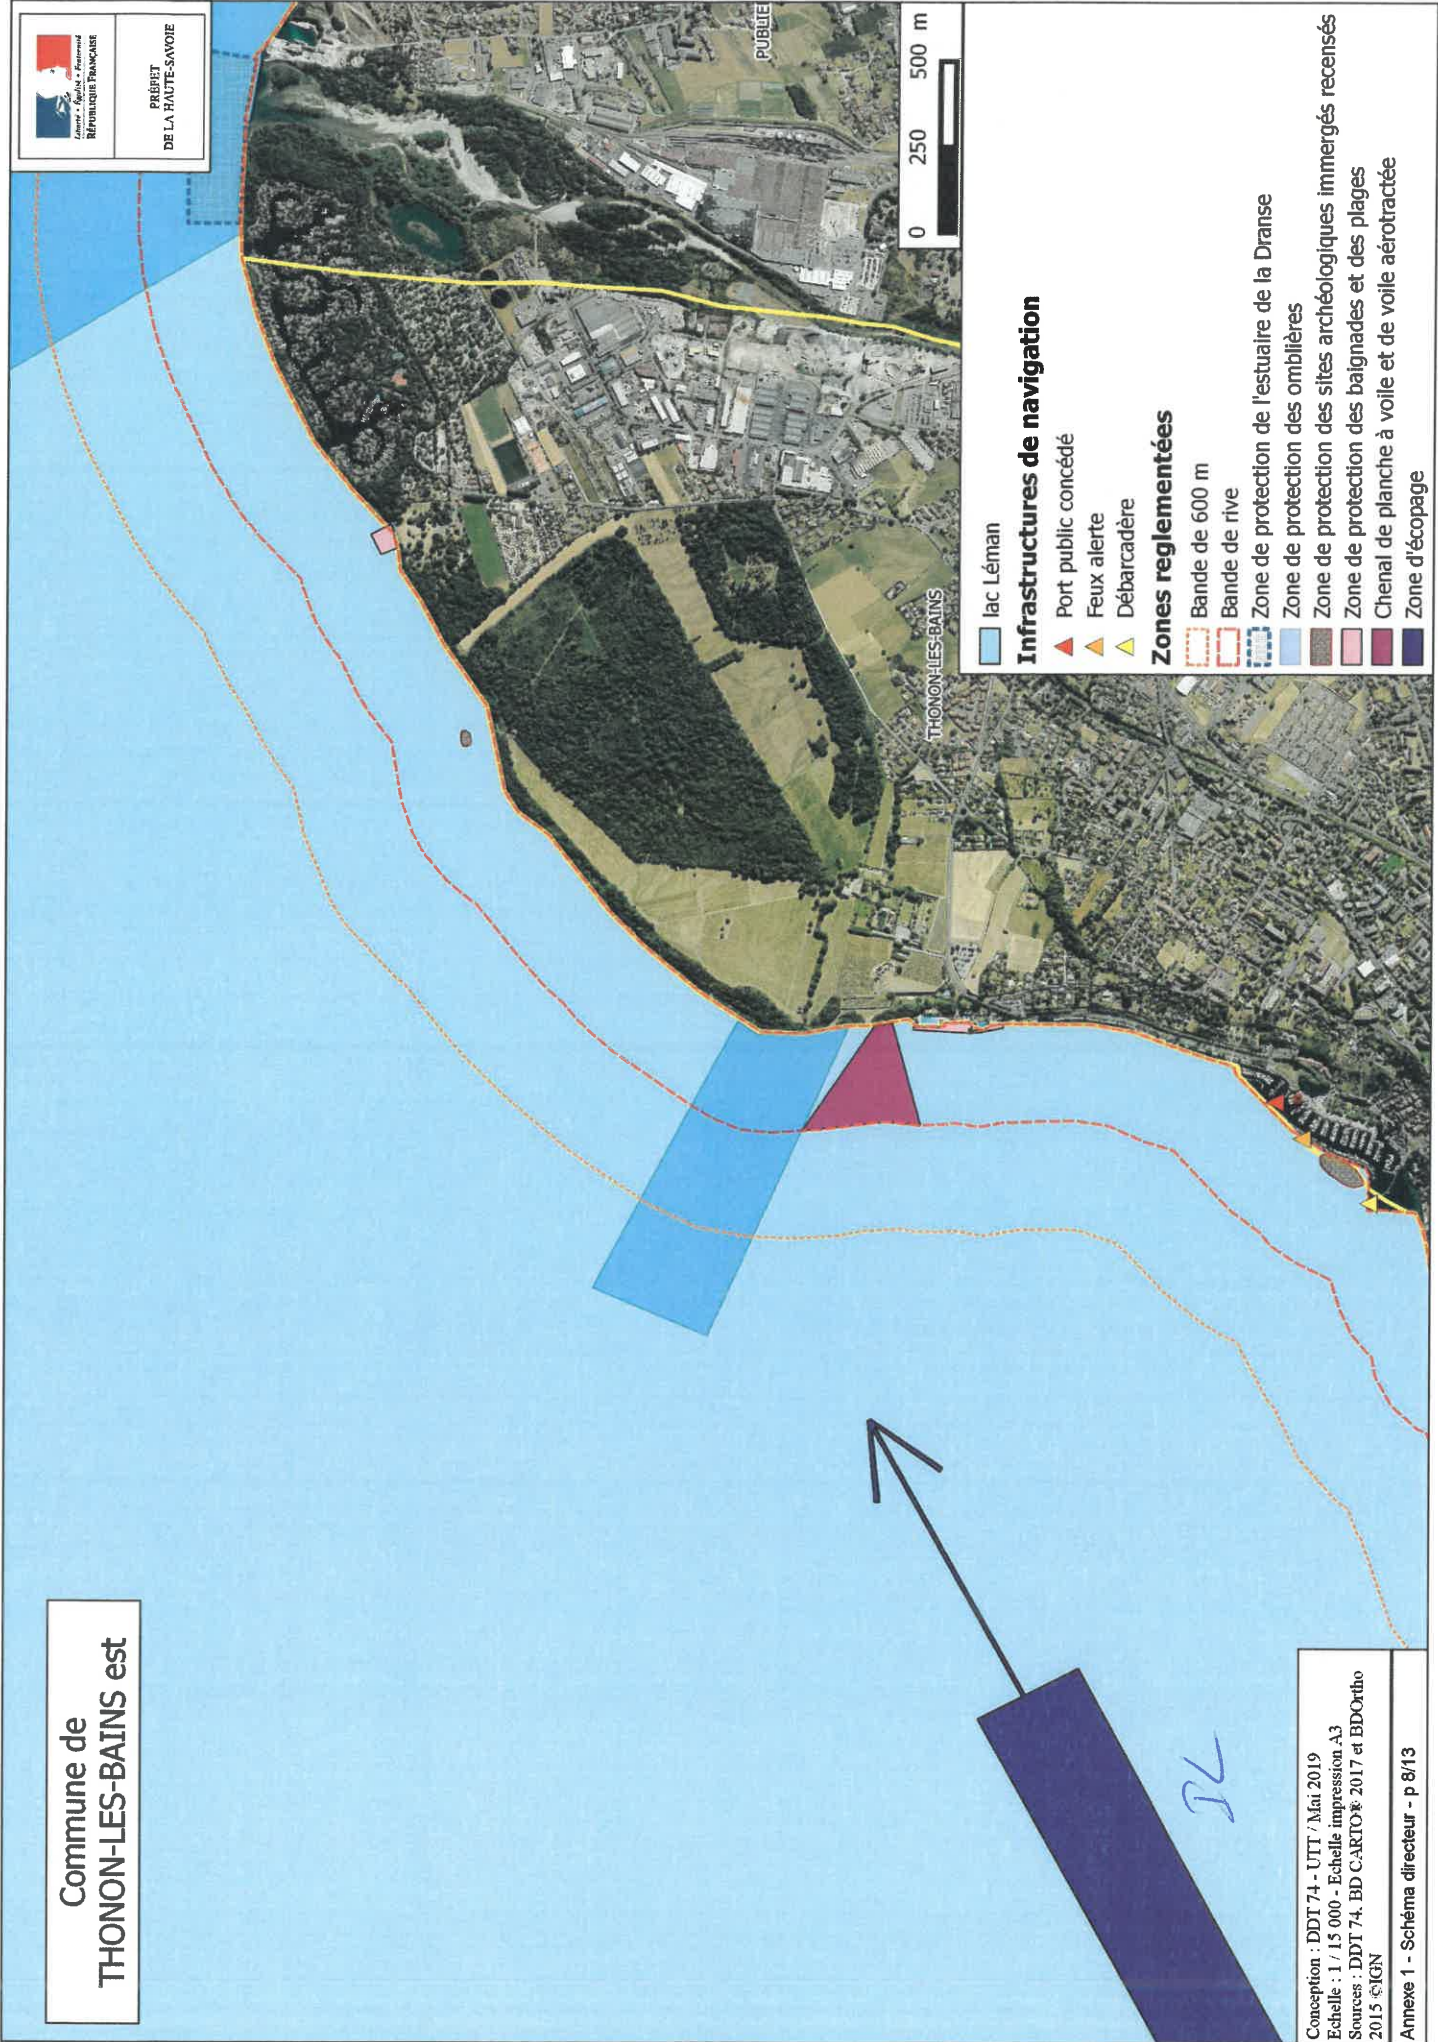 Commune de
THONON-LES-BAINS est
Liberté • Égalité • Fraternité
RÉPUBLIQUE FRANÇAISE
PRÉFET
DE LA HAUTE-SAVOIE
PUBLIE
THONON-LES-BAINS
0 250 500 m
lac Léman
Infrastructures de navigation
Port public concédé
Feux alerte
Débarcadère
Zones reglementées
Bande de 600 m
Bande de rive
Zone de protection de l'estuaire de la Dranse
Zone de protection des omblières
Zone de protection des sites archéologiques immergés recensés
Zone de protection des baignades et des plages
Chenal de planche à voile et de voile aérotractée
Zone d'écopage
DL
Conception : DDT 74 - UTT / Mai 2019
Echelle : 1 / 15 000 - Echelle impression A3
Sources : DDT 74. BD CARTO® 2017 et BDOrtho
2015 ©IGN
Annexe 1 - Schéma directeur - p 8/13